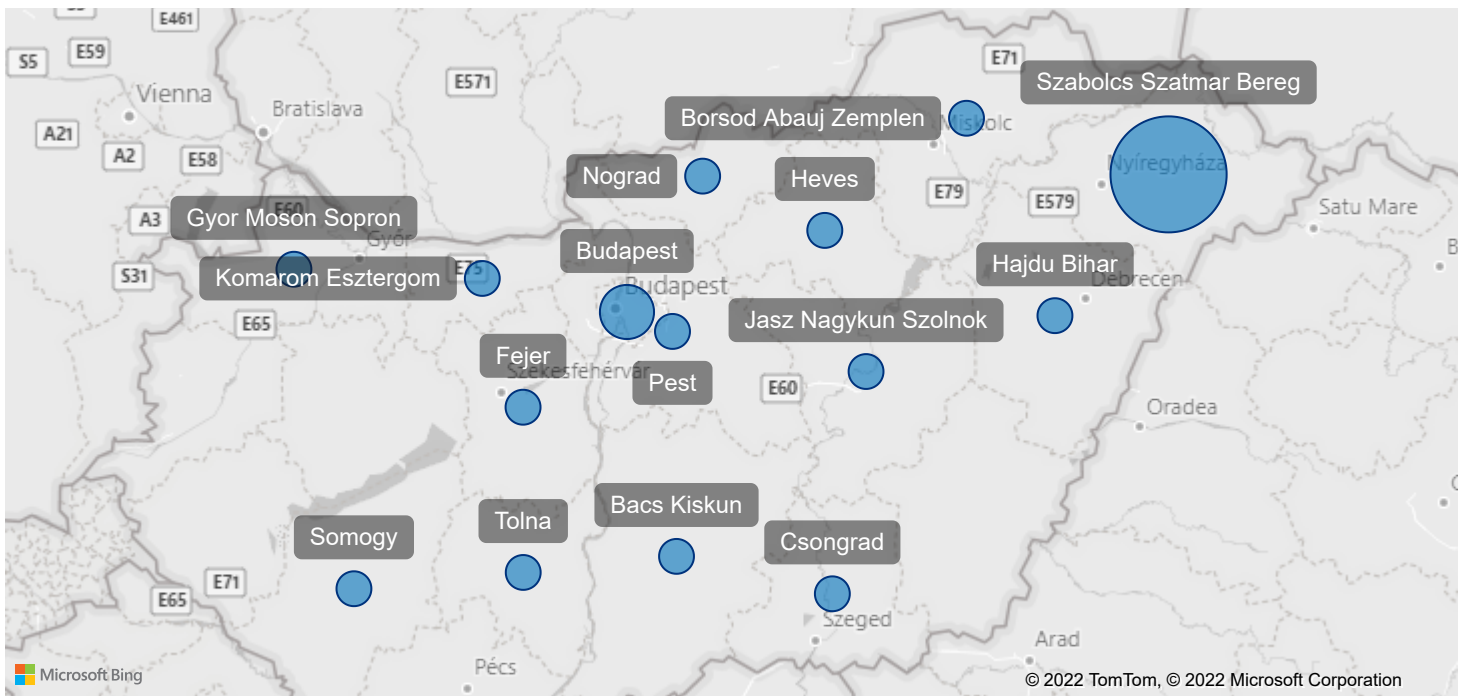 E461
E59
S5
E571
E71
Szabolcs Szatmar Bereg
Vienna
Bratislava
Borsod Abauj Zemplen
Miskolc
A21
A2
E58
Nograd
Heves
Nyíregyháza
E79
E579
Satu Mare
A3
E60
Gyor Moson Sopron
Győr
Budapest
Hajdu Bihar
Debrecen
S31
Komarom Esztergom
E75
Budapest
E65
Jasz Nagykun Szolnok
Fejer
Székesfehérvár
Pest
E60
Oradea
Bacs Kiskun
Tolna
Somogy
Csongrad
E71
E65
Szeged
Arad
Pécs
Microsoft Bing
© 2022 TomTom, © 2022 Microsoft Corporation